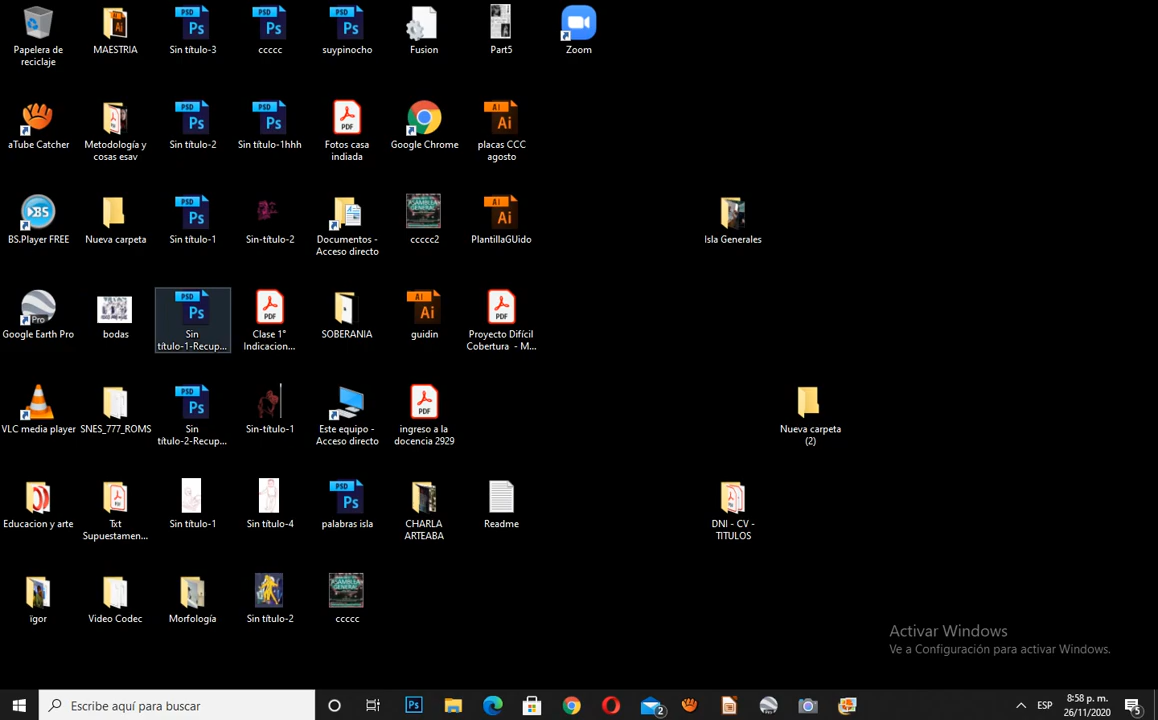 Papelera de
reciclaje
MAESTRIA
Sin título-3
ccccc
suypinocho
Fusion
Part5
Zoom
aTube Catcher
Metodología y
cosas esav
Sin título-2
Sin título-1hhh
Fotos casa
indiada
Google Chrome
placas CCC
agosto
BS.Player FREE
Nueva carpeta
Sin título-1
Sin-título-2
Documentos -
Acceso directo
ccccc2
PlantillaGUido
Isla Generales
Google Earth Pro
bodas
Sin
título-1-Recup...
Clase 1°
Indicacion...
SOBERANIA
guidin
Proyecto Difícil
Cobertura - M...
VLC media player
SNES_777_ROMS
Sin
título-2-Recup...
Sin-título-1
Este equipo -
Acceso directo
ingreso a la
docencia 2929
Nueva carpeta
(2)
Educacion y arte
Txt
Supuestamen...
Sin título-1
Sin título-4
palabras isla
CHARLA
ARTEABA
Readme
DNI - CV -
TITULOS
ïgor
Video Codec
Morfología
Sin título-2
ccccc
Activar Windows
Ve a Configuración para activar Windows.
Escribe aquí para buscar
ESP
8:58 p. m.
26/11/2020